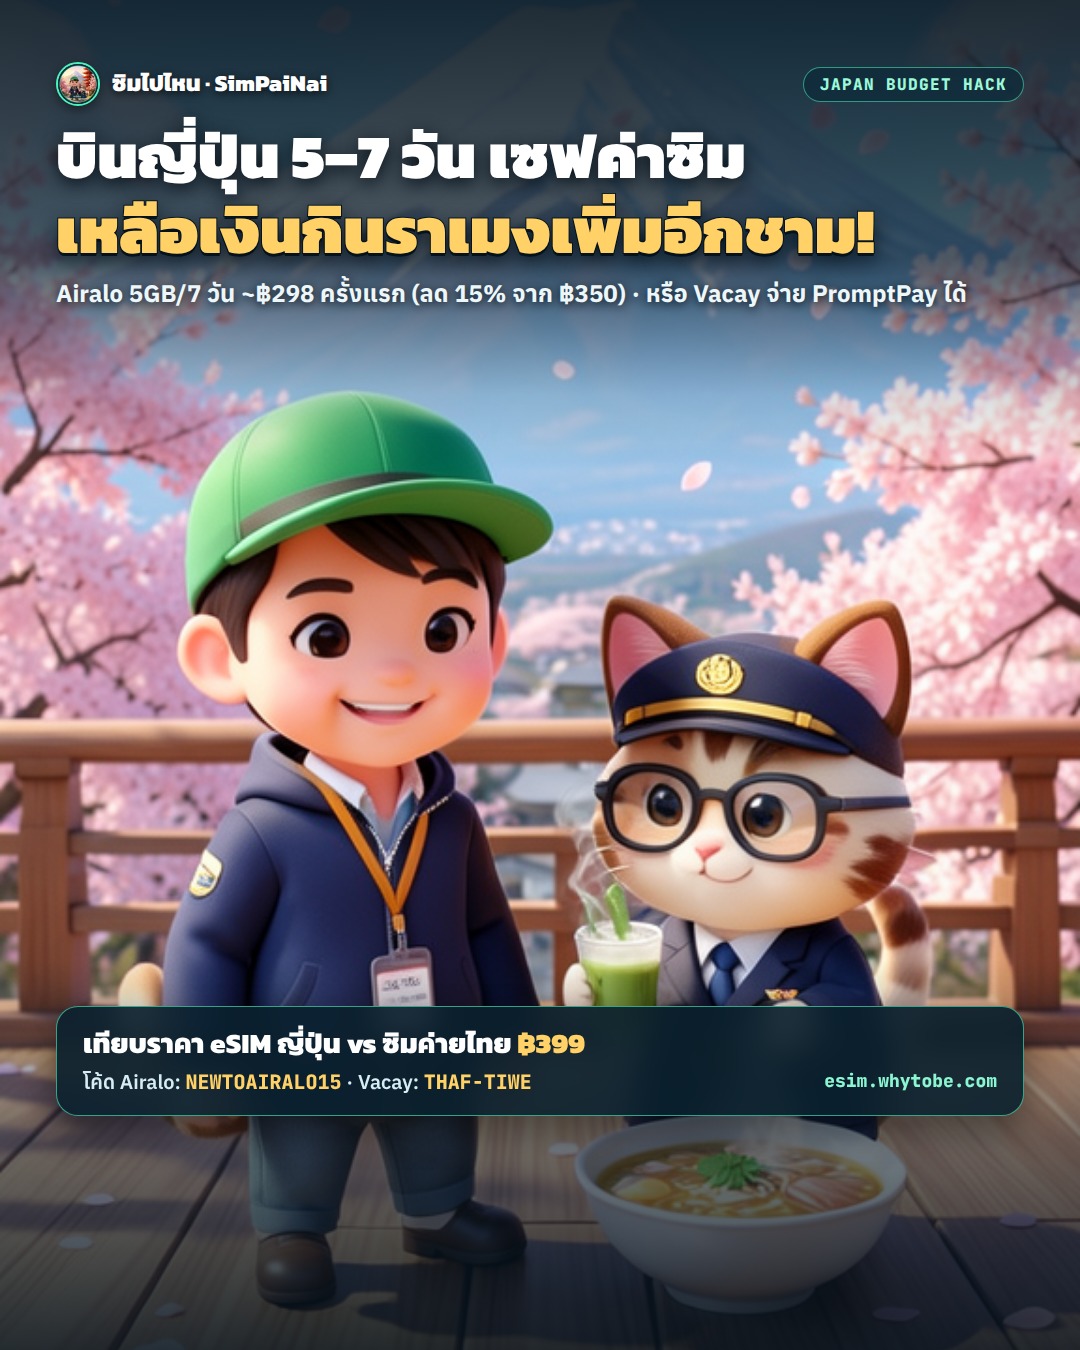 ซิมไปไหน · SimPaiNai
JAPAN BUDGET HACK
บินญี่ปุ่น 5–7 วัน เซฟค่าซิม
เหลือเงินกินราเมงเพิ่มอีกชาม!
Airalo 5GB/7 วัน ~฿298 ครั้งแรก (ลด 15% จาก ฿350) · หรือ Vacay จ่าย PromptPay ได้
เทียบราคา eSIM ญี่ปุ่น vs ซิมค่ายไทย ฿399
โค้ด Airalo: NEWTOAIRALO15 · Vacay: THAF-TIWE
esim.whytobe.com